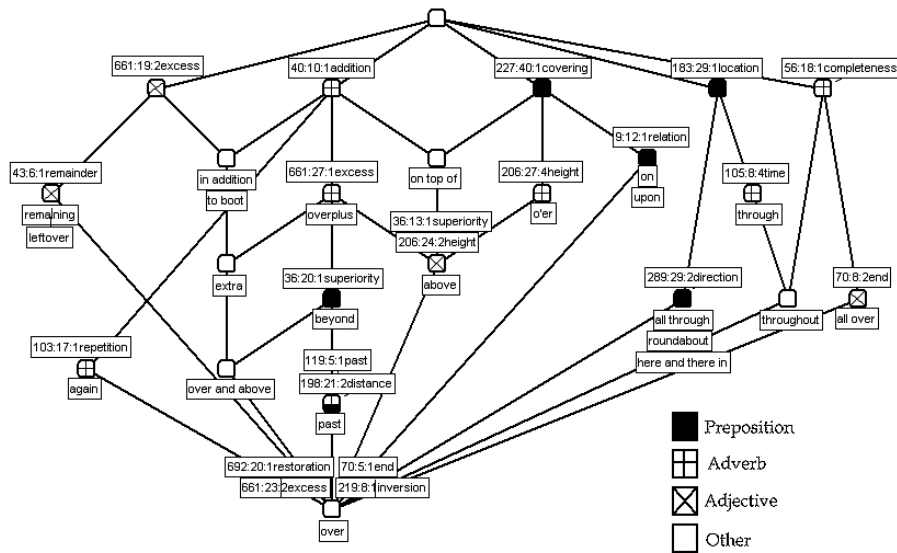 661:19:2excess
40:10:1addition
227:40:1covering
183:29:1location
56:18:1completeness
9:12:1relation
43:6:1remainder
in addition
661:27:1excess
on top of
206:27:4height
on
105:8:4time
remaining
to boot
overplus
36:13:1superiority
o'er
upon
through
leftover
206:24:2height
extra
36:20:1superiority
above
289:29:2direction
70:8:2end
beyond
all through
throughout
all over
roundabout
103:17:1repetition
119:5:1past
here and there in
again
over and above
198:21:2distance
past
Preposition
692:20:1restoration
70:5:1end
Adverb
661:23:2excess
219:8:1inversion
Adjective
over
Other